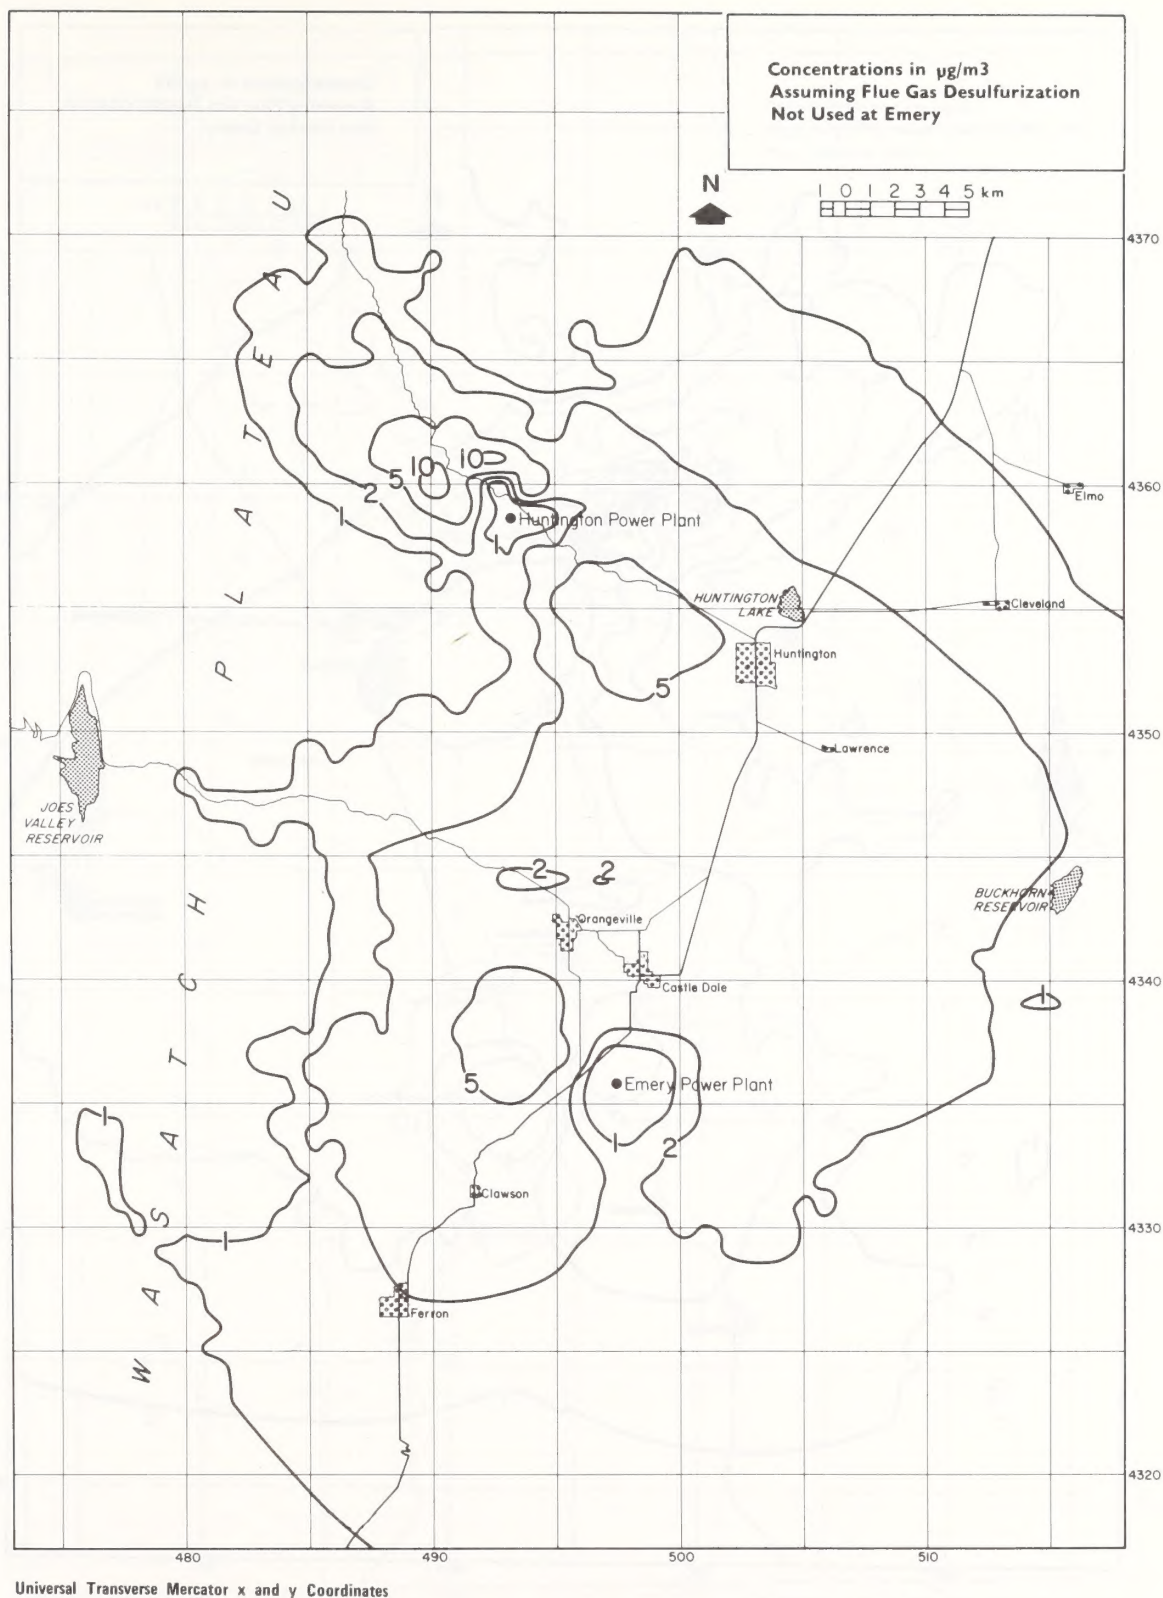 Concentrations in µg/m3
Assuming Flue Gas Desulfurization
Not Used at Emery
N
1 0 1 2 3 4 5 km
WASATCH PLATEAU
4370
10
10
5
2
1
Elmo
4360
Huntington Power Plant
1
HUNTINGTON
LAKE
Cleveland
Huntington
5
4350
Lawrence
JOES
VALLEY
RESERVOIR
2
2
BUCKHORN
RESERVOIR
Orangeville
Castle Dale
4340
1
5
Emery Power Plant
1
1
2
Clawson
4330
1
Ferron
4320
480
490
500
510
Universal Transverse Mercator x and y Coordinates